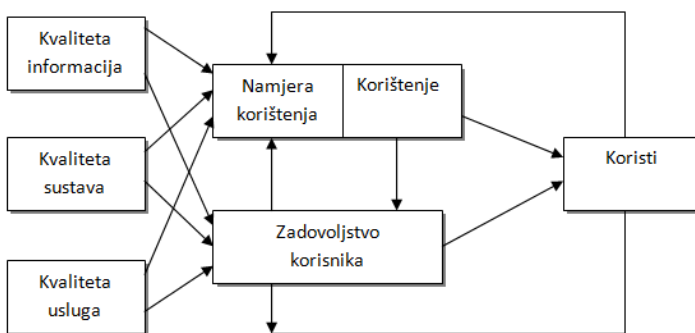 Kvaliteta
informacija
Namjera
korištenja
Korištenje
Kvaliteta
sustava
Koristi
Zadovoljstvo
korisnika
Kvaliteta
usluga